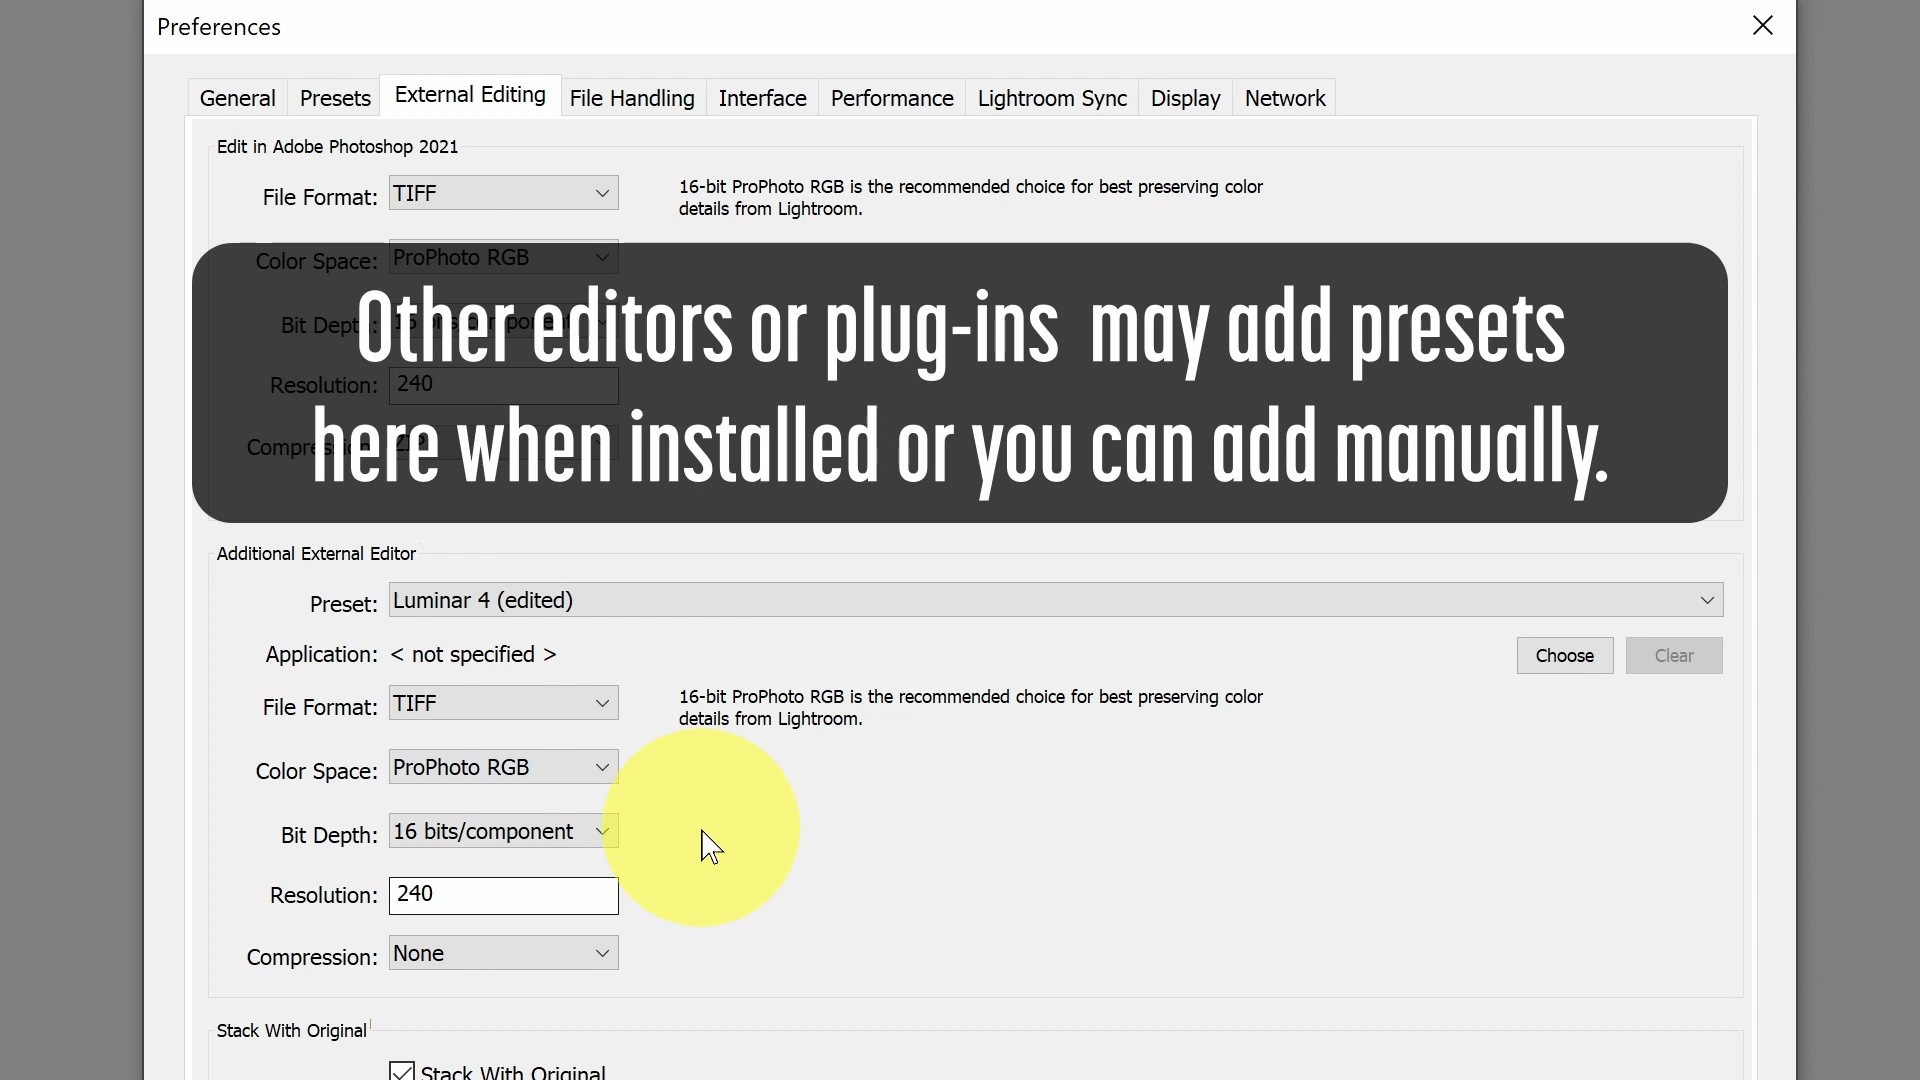 Preferences
General Presets External Editing File Handling Interface Performance Lightroom Sync Display Network
Edit in Adobe Photoshop 2021
File Format: TIFF
16-bit ProPhoto RGB is the recommended choice for best preserving color
details from Lightroom.
Color Space: ProPhoto RGB
Other editors or plug-ins may add presets
here when installed or you can add manually.
Resolution: 240
Additional External Editor
Preset: Luminar 4 (edited)
Application: < not specified > Choose Clear
File Format: TIFF
16-bit ProPhoto RGB is the recommended choice for best preserving color
details from Lightroom.
Color Space: ProPhoto RGB
Bit Depth: 16 bits/component
Resolution: 240
Compression: None
Stack With Original
Stack With Original